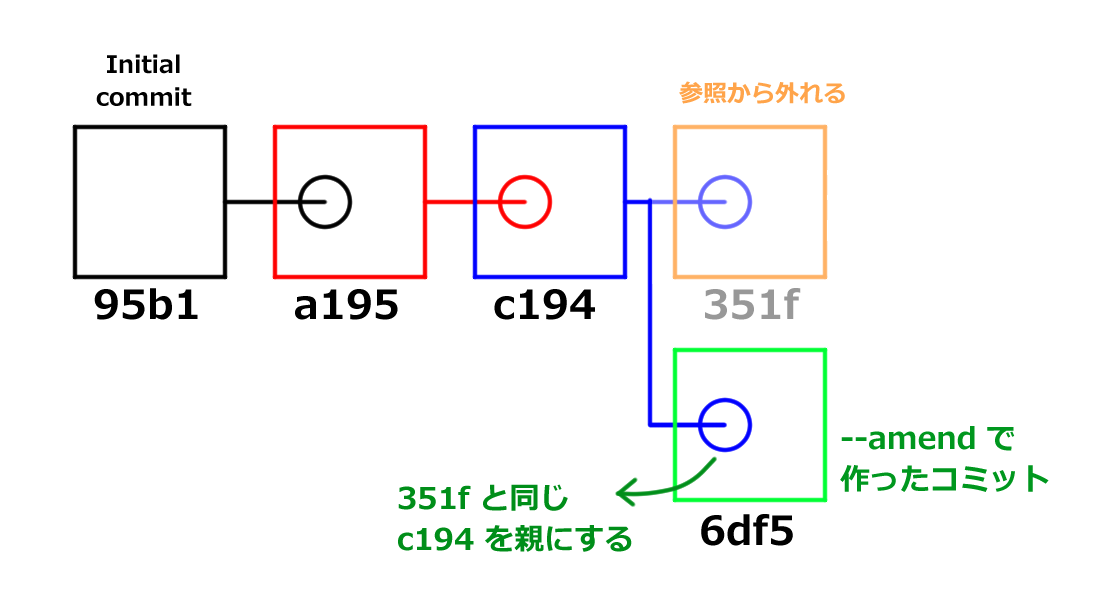 Initial
commit
参照から外れる
95b1
a195
c194
351f
--amend で
作ったコミット
351f と同じ
c194 を親にする
6df5